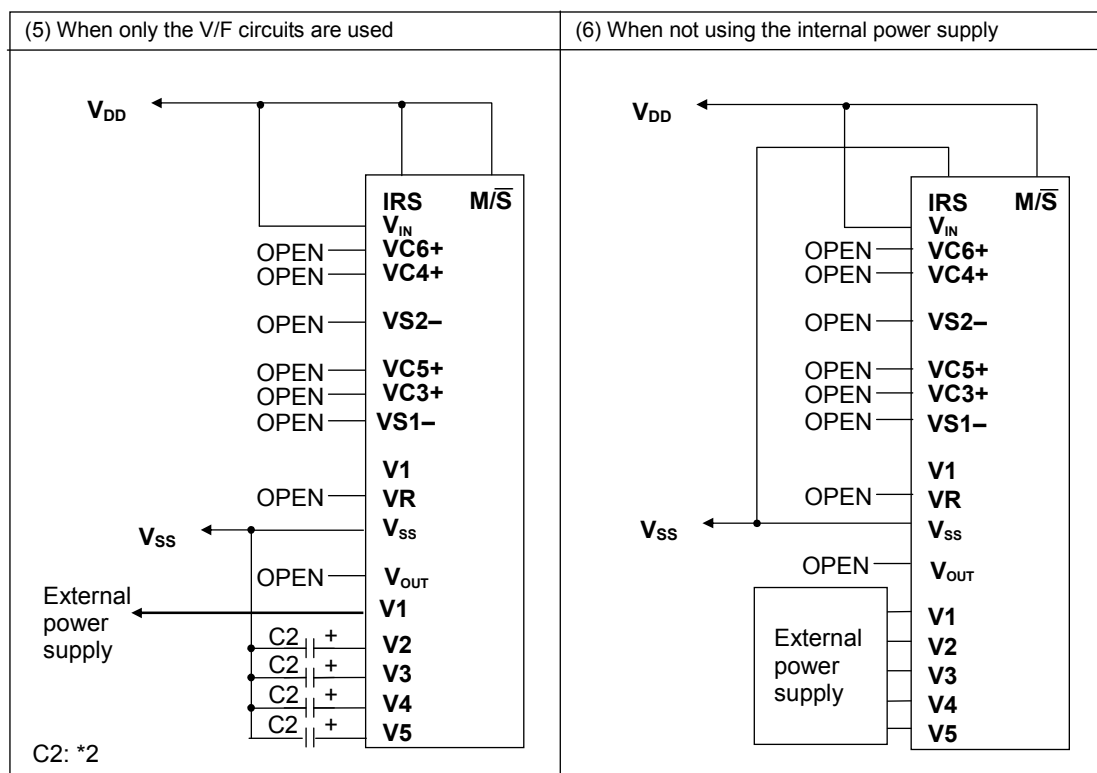 (5) When only the V/F circuits are used
VDD
IRS M/S̅
VIN
OPEN VC6+
OPEN VC4+
OPEN VS2–
OPEN VC5+
OPEN VC3+
OPEN VS1–
V1
OPEN VR
VSS VSS
OPEN VOUT
External power supply V1
C2 + V2
C2 + V3
C2 + V4
C2 + V5
C2: *2
(6) When not using the internal power supply
VDD
IRS M/S̅
VIN
OPEN VC6+
OPEN VC4+
OPEN VS2–
OPEN VC5+
OPEN VC3+
OPEN VS1–
V1
OPEN VR
VSS VSS
OPEN VOUT
V1
External V2
power V3
supply V4
V5